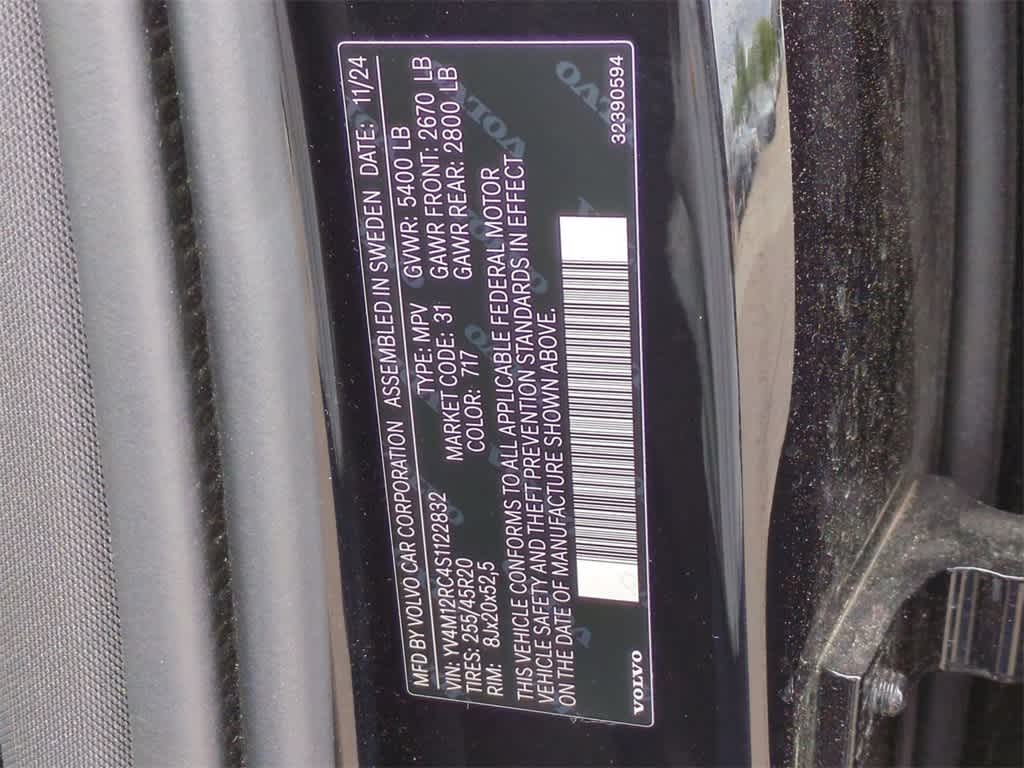 MFD BY VOLVO CAR CORPORATION ASSEMBLED IN SWEDEN DATE: 11/24
VIN: YV4M12RC4S1122832 TYPE: MPV GVWR: 5400 LB
TIRES: 255/45R20 MARKET CODE: 31 GAWR FRONT: 2670 LB
RIM: 8Jx20x52,5 COLOR: 717 GAWR REAR: 2800 LB
THIS VEHICLE CONFORMS TO ALL APPLICABLE FEDERAL MOTOR
VEHICLE SAFETY AND THEFT PREVENTION STANDARDS IN EFFECT
ON THE DATE OF MANUFACTURE SHOWN ABOVE.
VOLVO 32390594